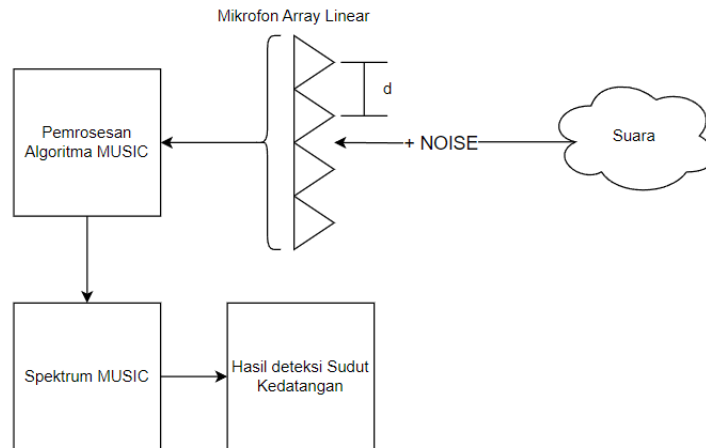 Mikrofon Array Linear
d
Pemrosesan
Algoritma MUSIC
+ NOISE
Suara
Spektrum MUSIC
Hasil deteksi Sudut
Kedatangan